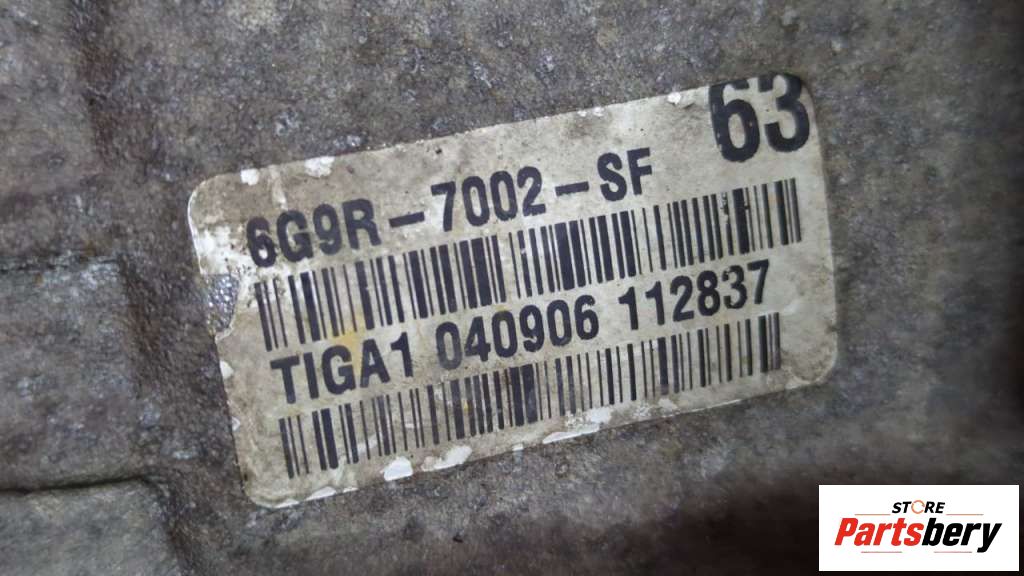 63
6G9R-7002-SF
TIGA1 040906 112837
STORE
Partsbery